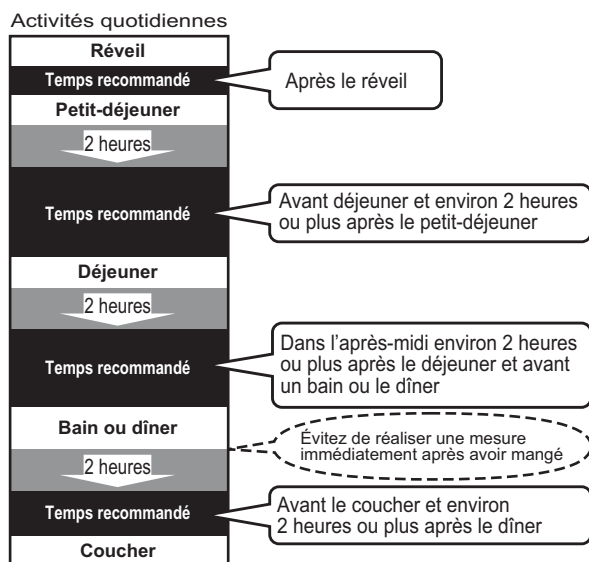 Activités quotidiennes
Réveil
Temps recommandé
Après le réveil
Petit-déjeuner
2 heures
Temps recommandé
Avant déjeuner et environ 2 heures
ou plus après le petit-déjeuner
Déjeuner
2 heures
Temps recommandé
Dans l'après-midi environ 2 heures
ou plus après le déjeuner et avant
un bain ou le dîner
Bain ou dîner
Évitez de réaliser une mesure
immédiatement après avoir mangé
2 heures
Temps recommandé
Avant le coucher et environ
2 heures ou plus après le dîner
Coucher